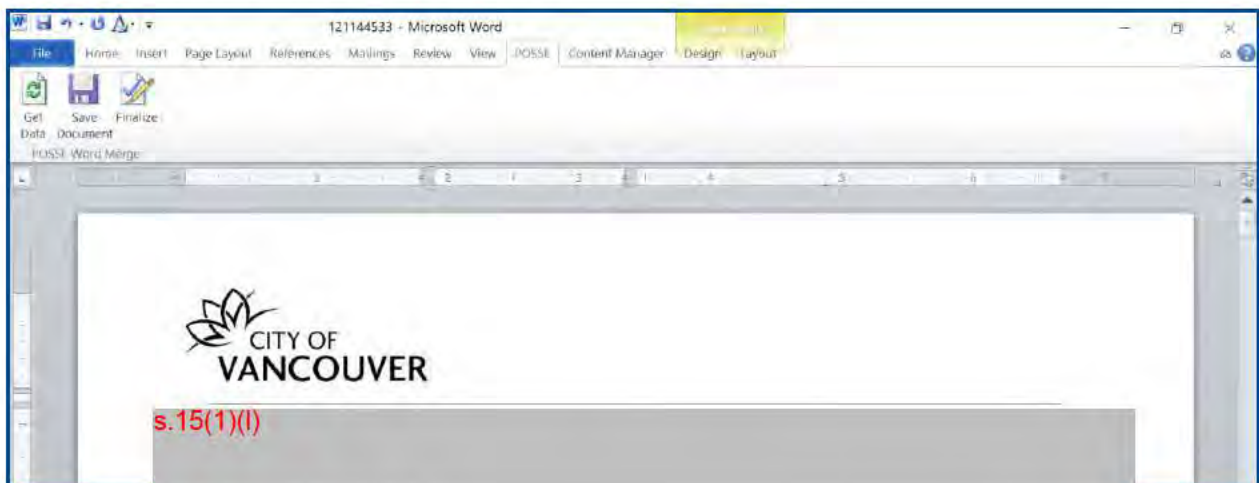 121144533 - Microsoft Word
File Home Insert Page Layout References Mailings Review View POSSE Content Manager Design Layout
Get Data Save Document Finalize
POSSE Word Merge
CITY OF
VANCOUVER
s.15(1)(l)